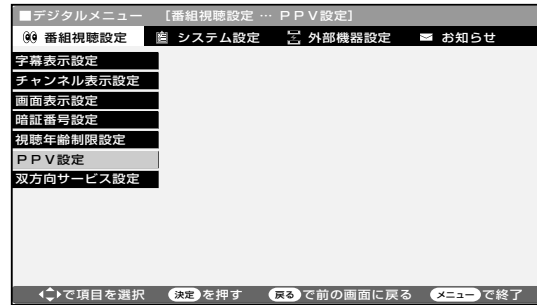 ■デジタルメニュー ［番組視聴設定 … ＰＰＶ設定］
番組視聴設定 システム設定 外部機器設定 お知らせ
字幕表示設定
チャンネル表示設定
画面表示設定
暗証番号設定
視聴年齢制限設定
ＰＰＶ設定
双方向サービス設定
で項目を選択 決定を押す 戻るで前の画面に戻る メニューで終了